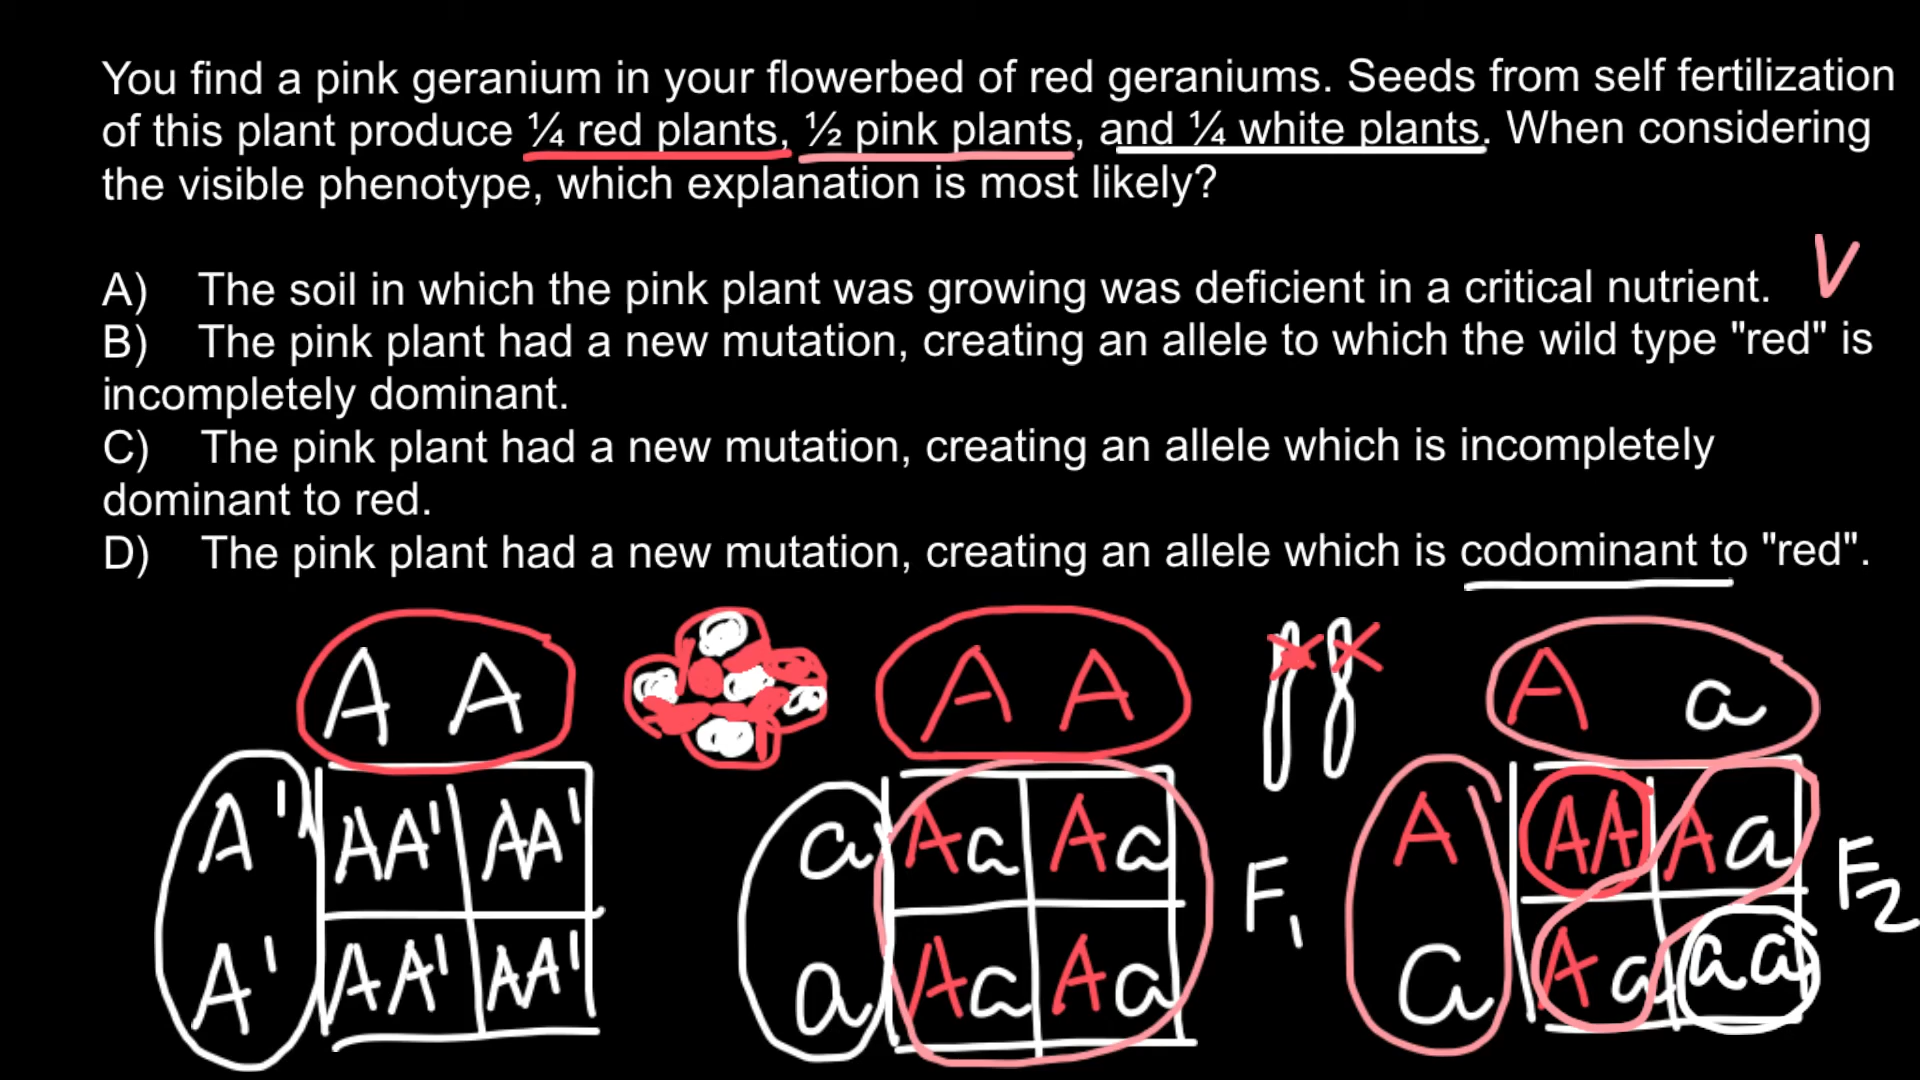 You find a pink geranium in your flowerbed of red geraniums. Seeds from self fertilization
of this plant produce ¼ red plants, ½ pink plants, and ¼ white plants. When considering
the visible phenotype, which explanation is most likely?
A) The soil in which the pink plant was growing was deficient in a critical nutrient. V
B) The pink plant had a new mutation, creating an allele to which the wild type "red" is
incompletely dominant.
C) The pink plant had a new mutation, creating an allele which is incompletely
dominant to red.
D) The pink plant had a new mutation, creating an allele which is codominant to "red".
A A
A' AA' AA'
A' AA' AA'
A A
a Aa Aa
a Aa Aa
F1
A a
A AA Aa
a Aa aa
F2